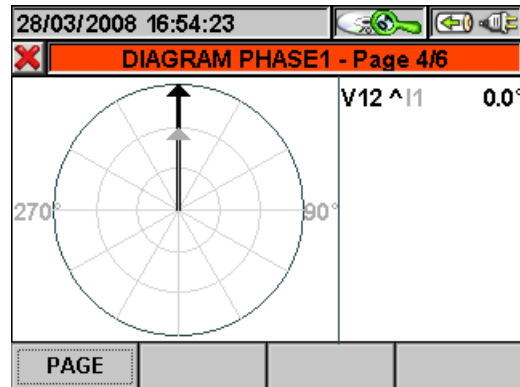 28/03/2008 16:54:23
DIAGRAM PHASE1 - Page 4/6
V12 ^ I1 0.0°
270° 90°
PAGE